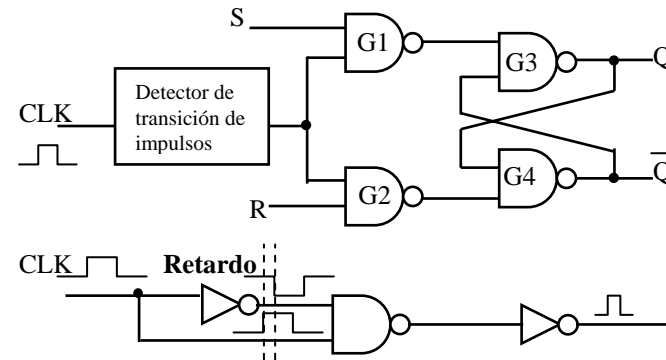 S
G1
G3
Q
CLK
Detector de
transición de
impulsos
G2
G4
Q
R
CLK
Retardo